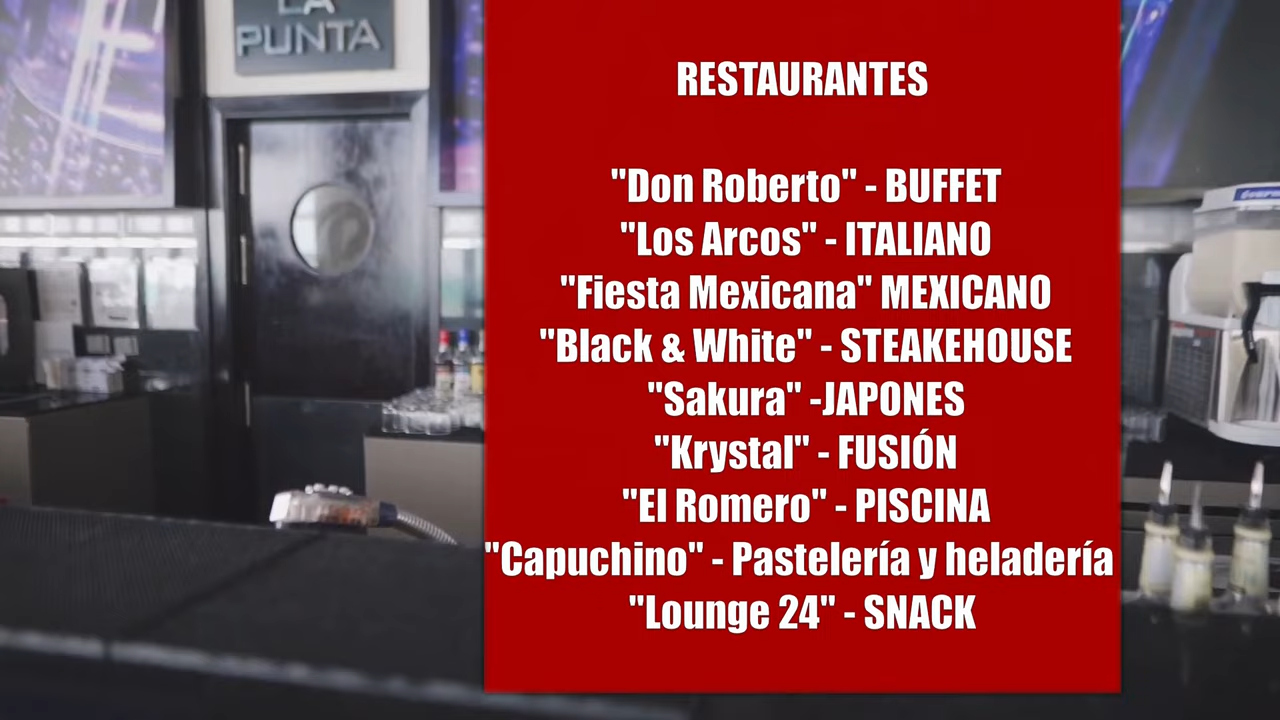 LA
PUNTA
RESTAURANTES
"Don Roberto" - BUFFET
"Los Arcos" - ITALIANO
"Fiesta Mexicana" MEXICANO
"Black & White" - STEAKEHOUSE
"Sakura" -JAPONES
"Krystal" - FUSIÓN
"El Romero" - PISCINA
"Capuchino" - Pastelería y heladería
"Lounge 24" - SNACK